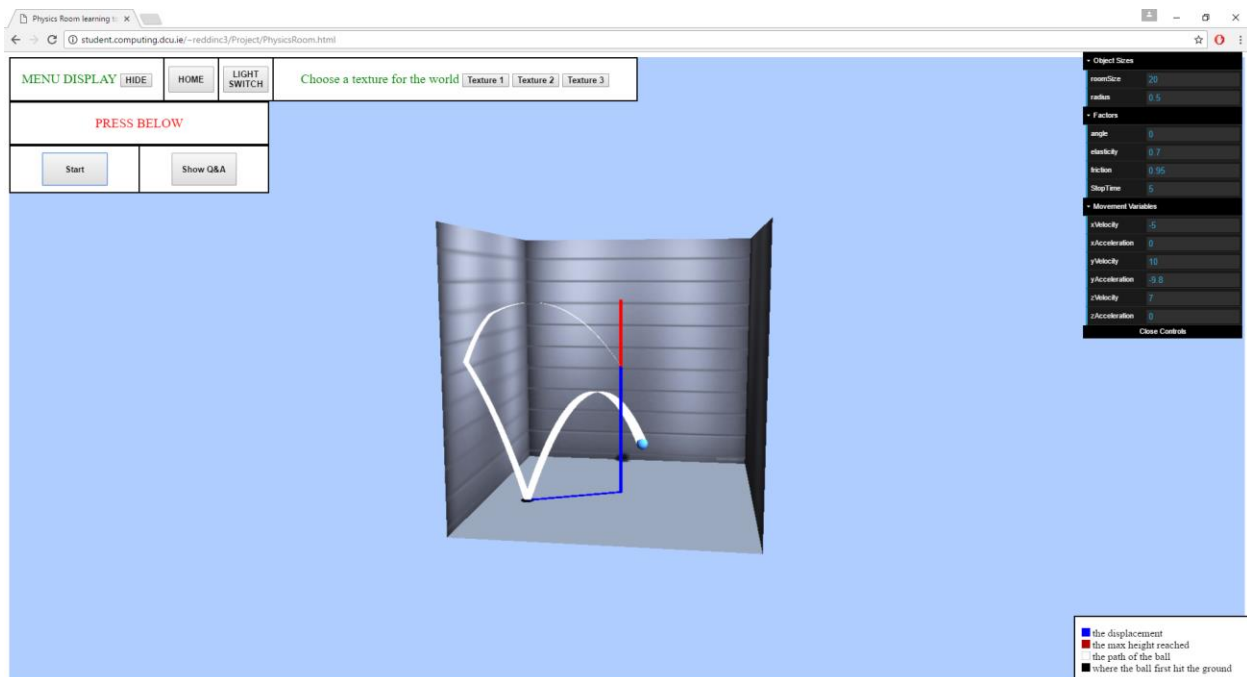 Physics Room learning t
student.computing.dcu.ie/~reddinc3/Project/PhysicsRoom.html
MENU DISPLAY HIDE
HOME
LIGHT SWITCH
Choose a texture for the world Texture 1 Texture 2 Texture 3
PRESS BELOW
Start
Show Q&A
Object Sizes
roomSize 20
radius 0.5
Factors
angle 0
elasticity 0.7
friction 0.95
StopTime 5
Movement Variables
xVelocity -5
xAcceleration 0
yVelocity 10
yAcceleration -9.8
zVelocity 7
zAcceleration 0
Close Controls
the displacement
the max height reached
the path of the ball
where the ball first hit the ground